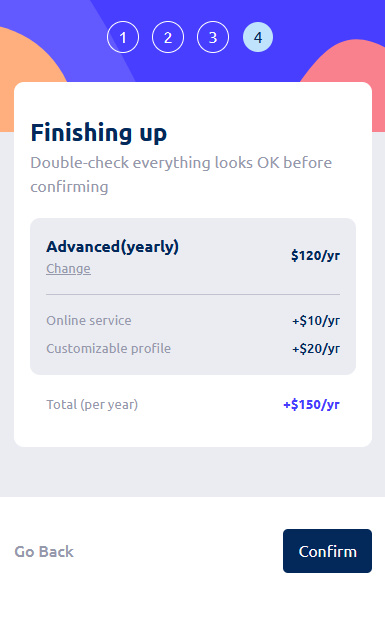 1 2 3 4
Finishing up
Double-check everything looks OK before
confirming
Advanced(yearly)
$120/yr
Change
Online service +$10/yr
Customizable profile +$20/yr
Total (per year) +$150/yr
Go Back Confirm